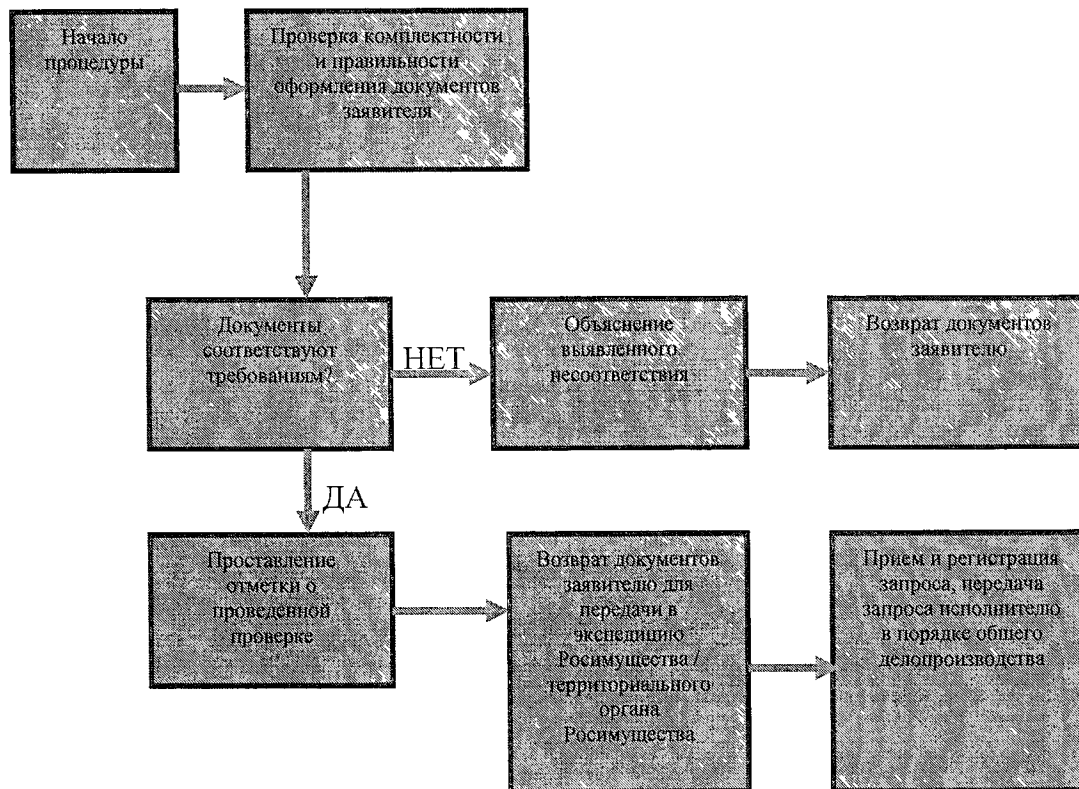 Начало
процедуры
Проверка комплектности
и правильности
оформления документов
заявителя
Документы
соответствуют
требованиям?
НЕТ
Объяснение
выявленного
несоответствия
Возврат документов
заявителю
ДА
Проставление
отметки о
проведенной
проверке
Возврат документов
заявителю для
передачи в
экспедицию
Росимущества /
территориального
органа
Росимущества
Прием и регистрация
запроса, передача
запроса исполнителю
в порядке общего
делопроизводства